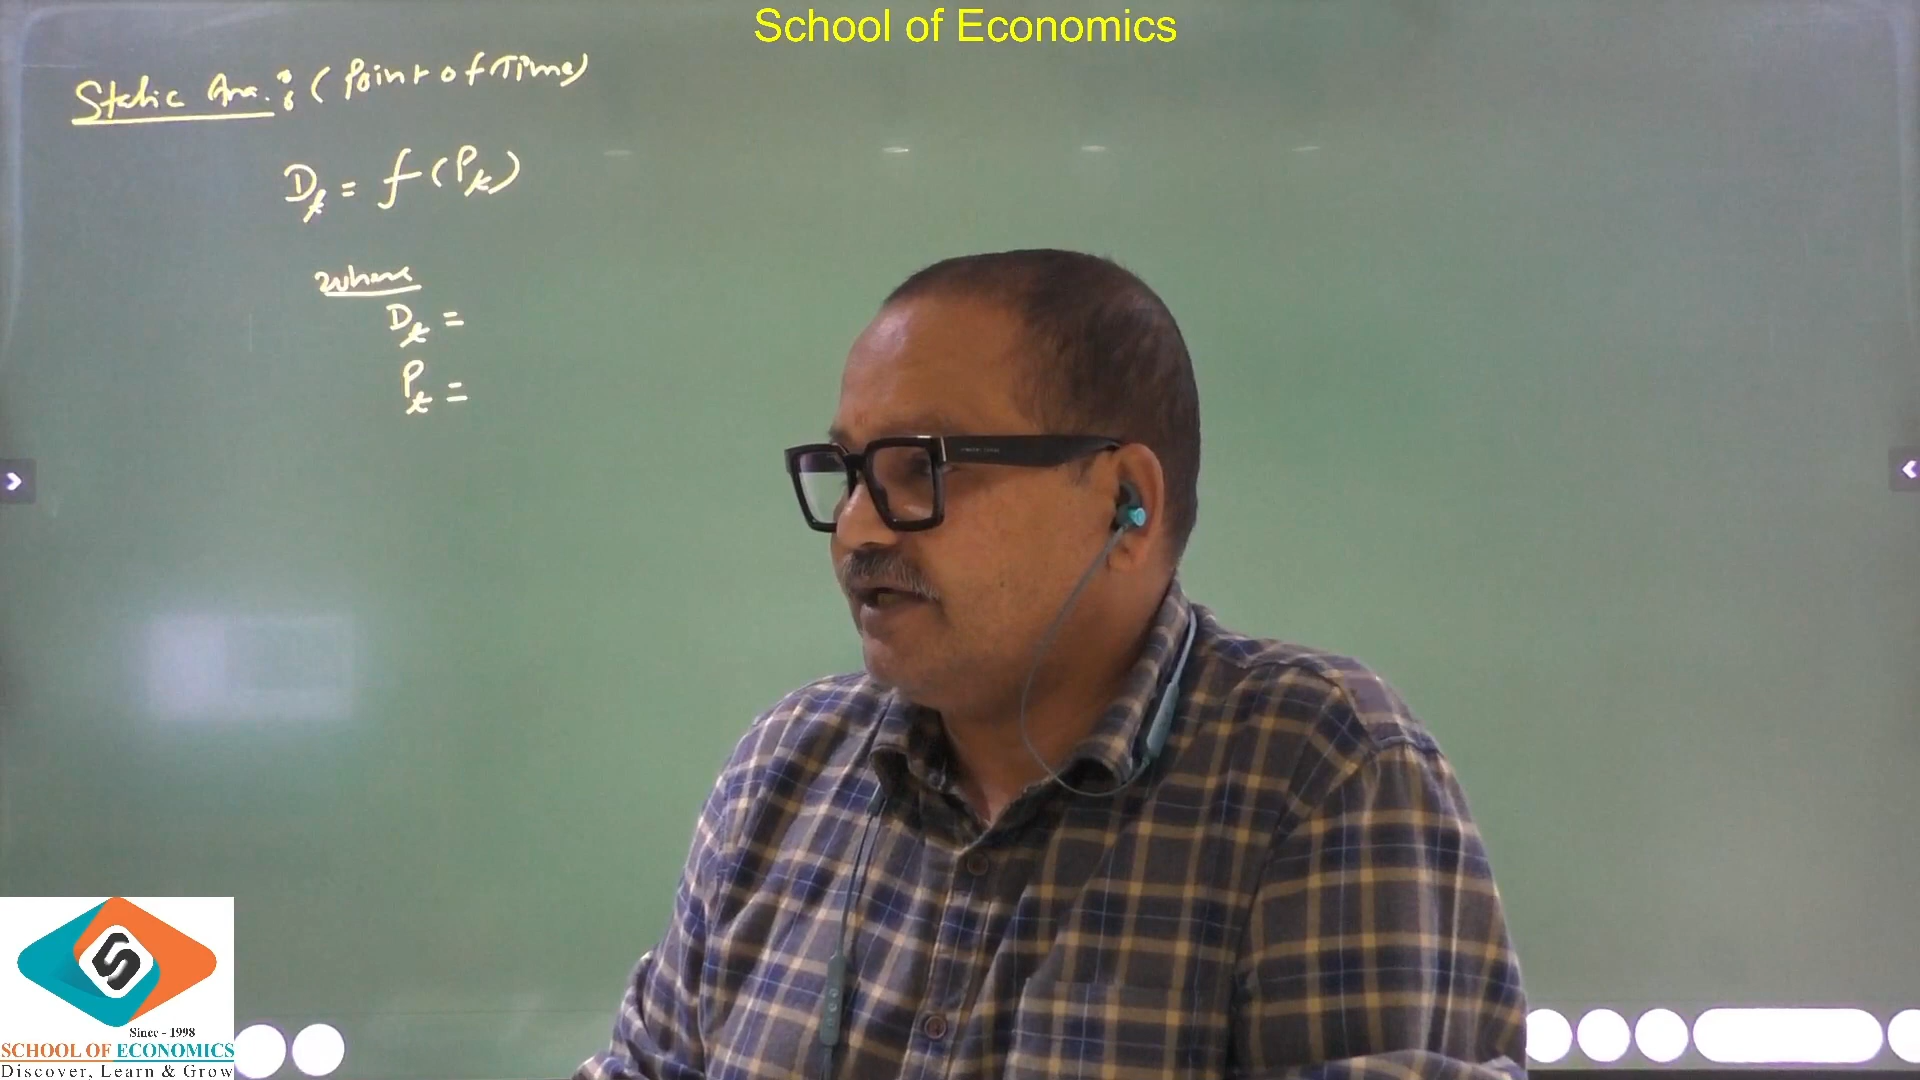 School of Economics
Static Ana. : (Point of Time)
Dt = f(Pt)
where
Dt =
Pt =
Since - 1998
SCHOOL OF ECONOMICS
Discover, Learn & Grow